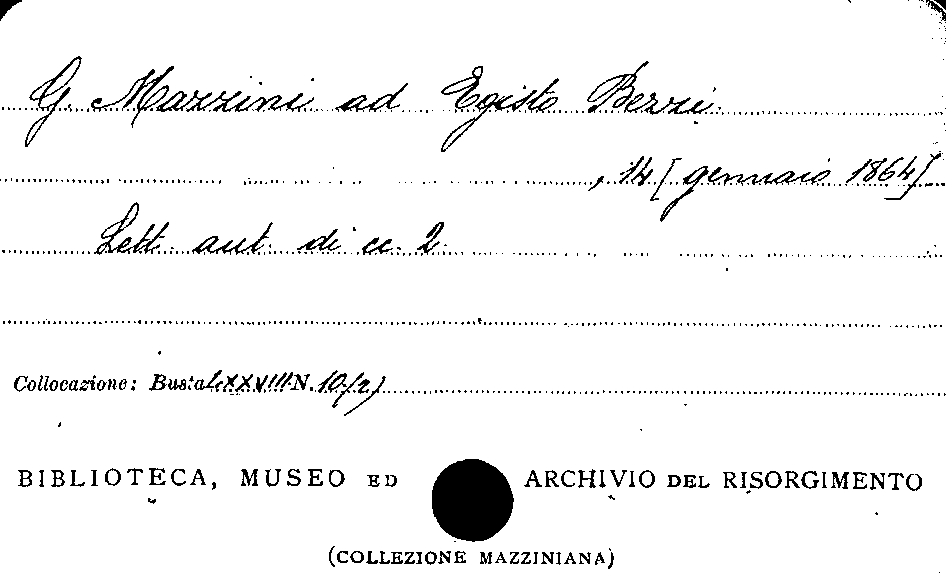 G. Mazzini ad Egisto Bezzi.
, 14 [gennaio 1864]
Lett. aut. di cc. 2.
Collocazione: Busta LXXVIII N. 10/2)
BIBLIOTECA, MUSEO ED ARCHIVIO DEL RISORGIMENTO
(COLLEZIONE MAZZINIANA)